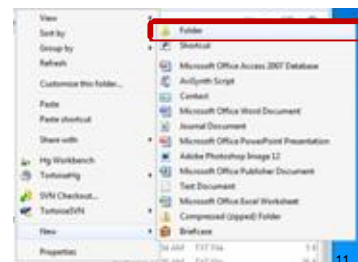 View
Sort by
Group by
Refresh
Customize this folder...
Paste
Paste shortcut
Share with
Hg Workbench
TortoiseHg
SVN Checkout...
TortoiseSVN
New
Properties
Folder
Shortcut
Microsoft Office Access 2007 Database
AviSynth Script
Contact
Microsoft Office Word Document
Journal Document
Microsoft Office PowerPoint Presentation
Adobe Photoshop Image 12
Microsoft Office Publisher Document
Text Document
Microsoft Office Excel Worksheet
Compressed (zipped) Folder
Briefcase
AM TXT File
11